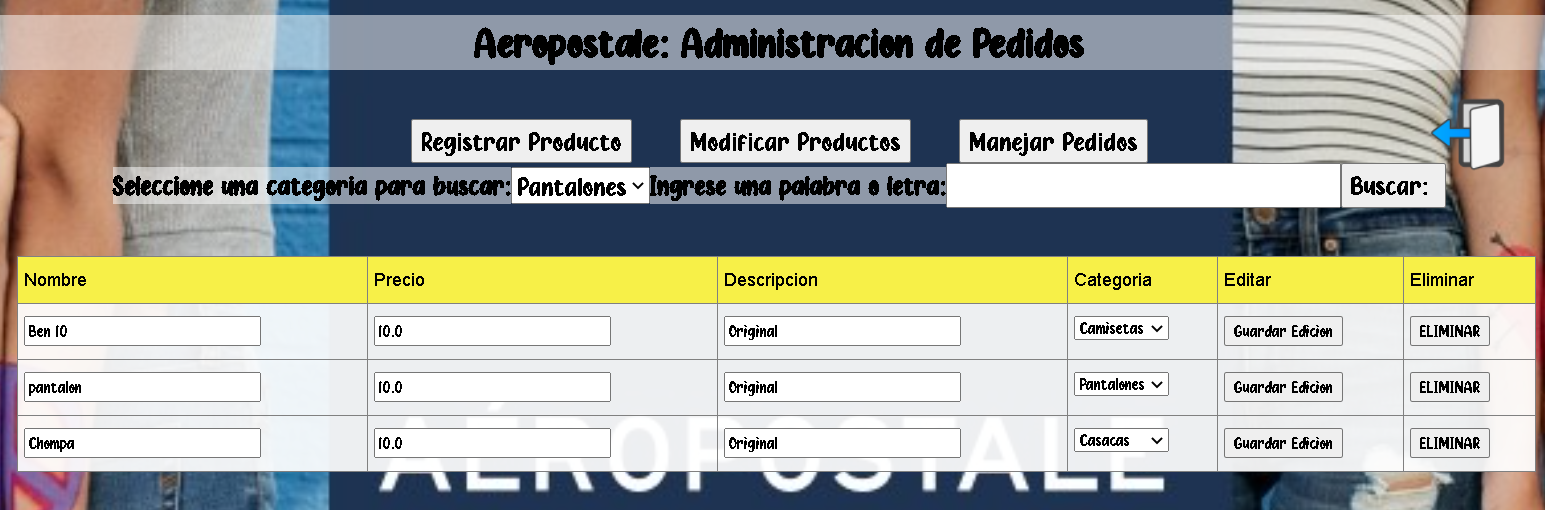 Aeropostale: Administracion de Pedidos
Registrar Producto Modificar Productos Manejar Pedidos
Seleccione una categoria para buscar: Pantalones Ingrese una palabra o letra: Buscar:
Nombre Precio Descripcion Categoria Editar Eliminar
Ben 10 10.0 Original Camisetas Guardar Edicion ELIMINAR
pantalon 10.0 Original Pantalones Guardar Edicion ELIMINAR
Chompa 10.0 Original Casacas Guardar Edicion ELIMINAR
AÉROPOSTALE